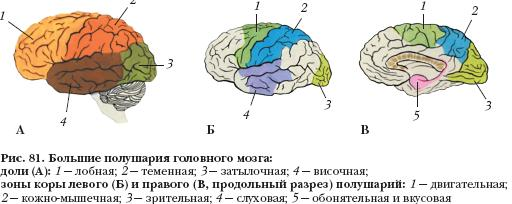 1
2
3
4
1
2
3
4
1
2
3
5
А
Б
В
Рис. 81. Большие полушария головного мозга:
доли (А): 1 – лобная; 2 – теменная; 3 – затылочная; 4 – височная;
зоны коры левого (Б) и правого (В, продольный разрез) полушарий: 1 – двигательная;
2 – кожно-мышечная; 3 – зрительная; 4 – слуховая; 5 – обонятельная и вкусовая